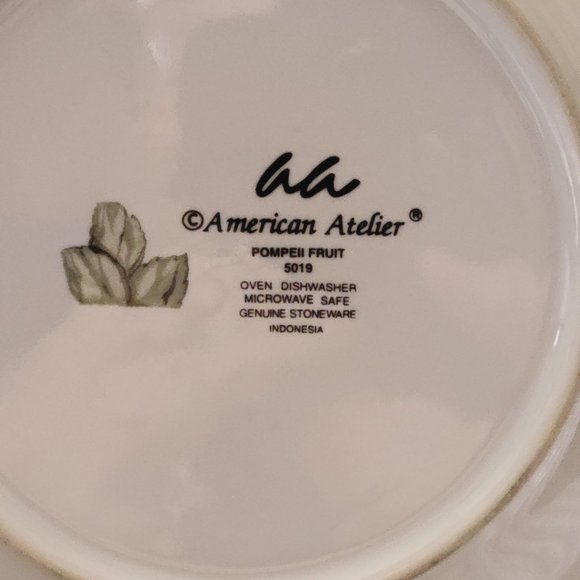 aa
©American Atelier®
POMPEII FRUIT
5019
OVEN DISHWASHER
MICROWAVE SAFE
GENUINE STONEWARE
INDONESIA